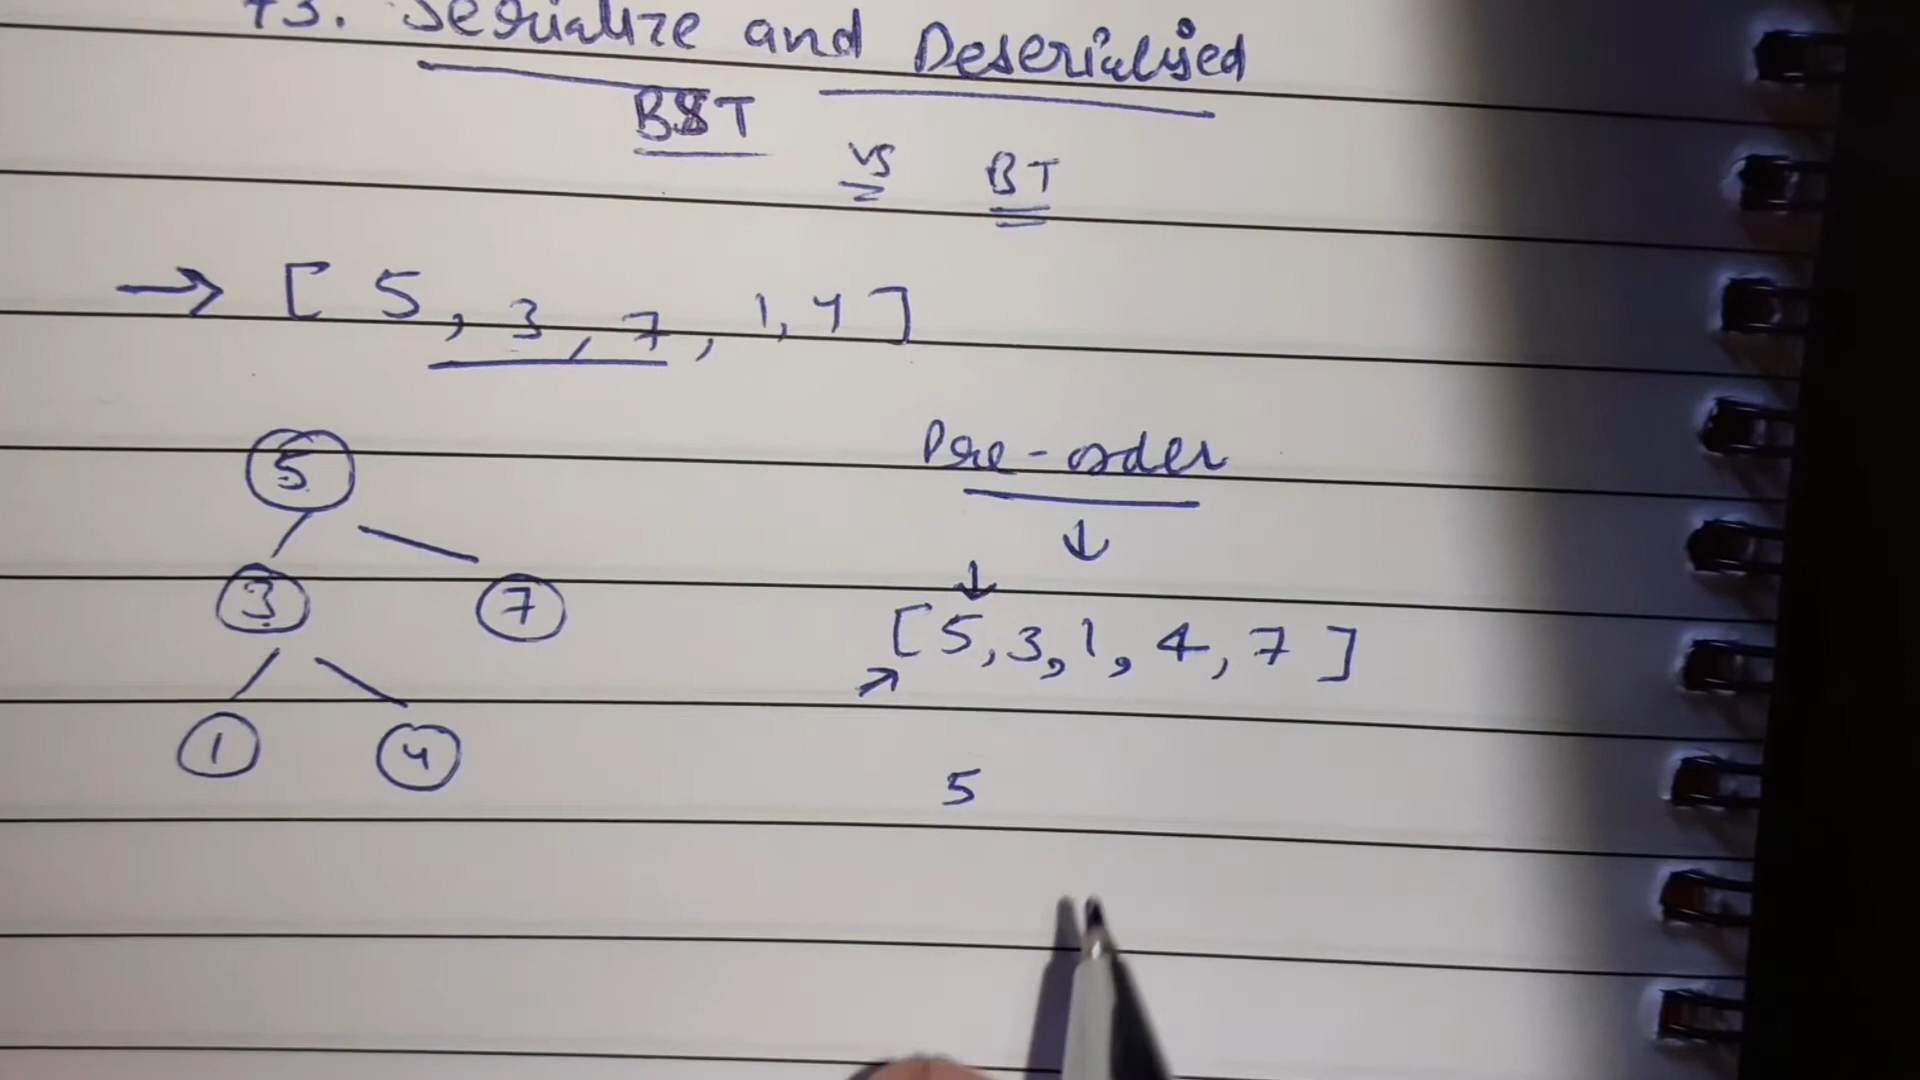 73. Serialize and Deserialised
BST
vs BT
→ [ 5, 3, 7, 1, 4 ]
Pre-order
↓
↓
5
3 7
[5, 3, 1, 4, 7 ]
1 4
5